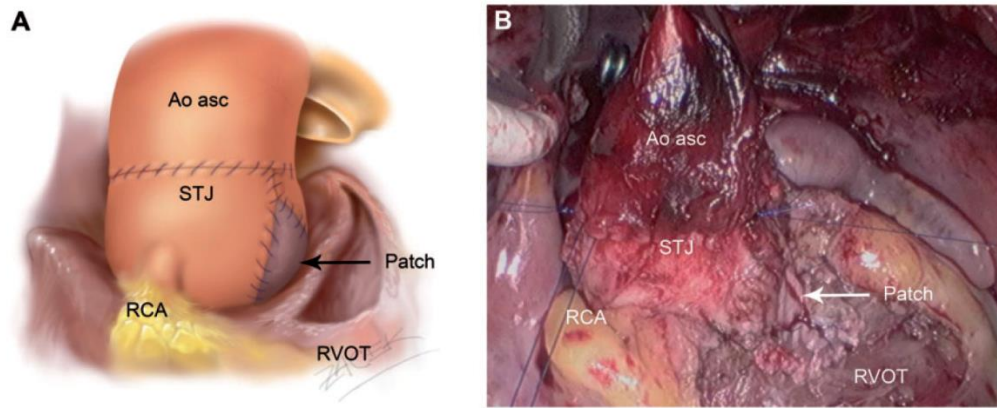 A
Ao asc
STJ
Patch
RCA
RVOT
B
Ao asc
STJ
Patch
RCA
RVOT